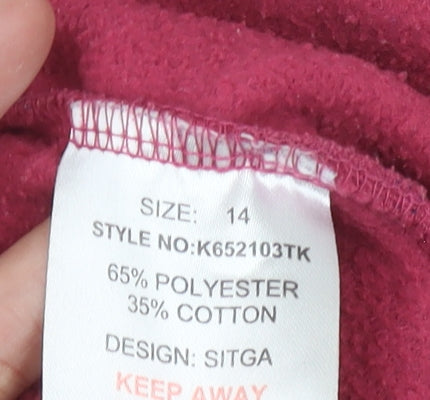 SIZE: 14
STYLE NO:K652103TK
65% POLYESTER
35% COTTON
DESIGN: SITGA
KEEP AWAY